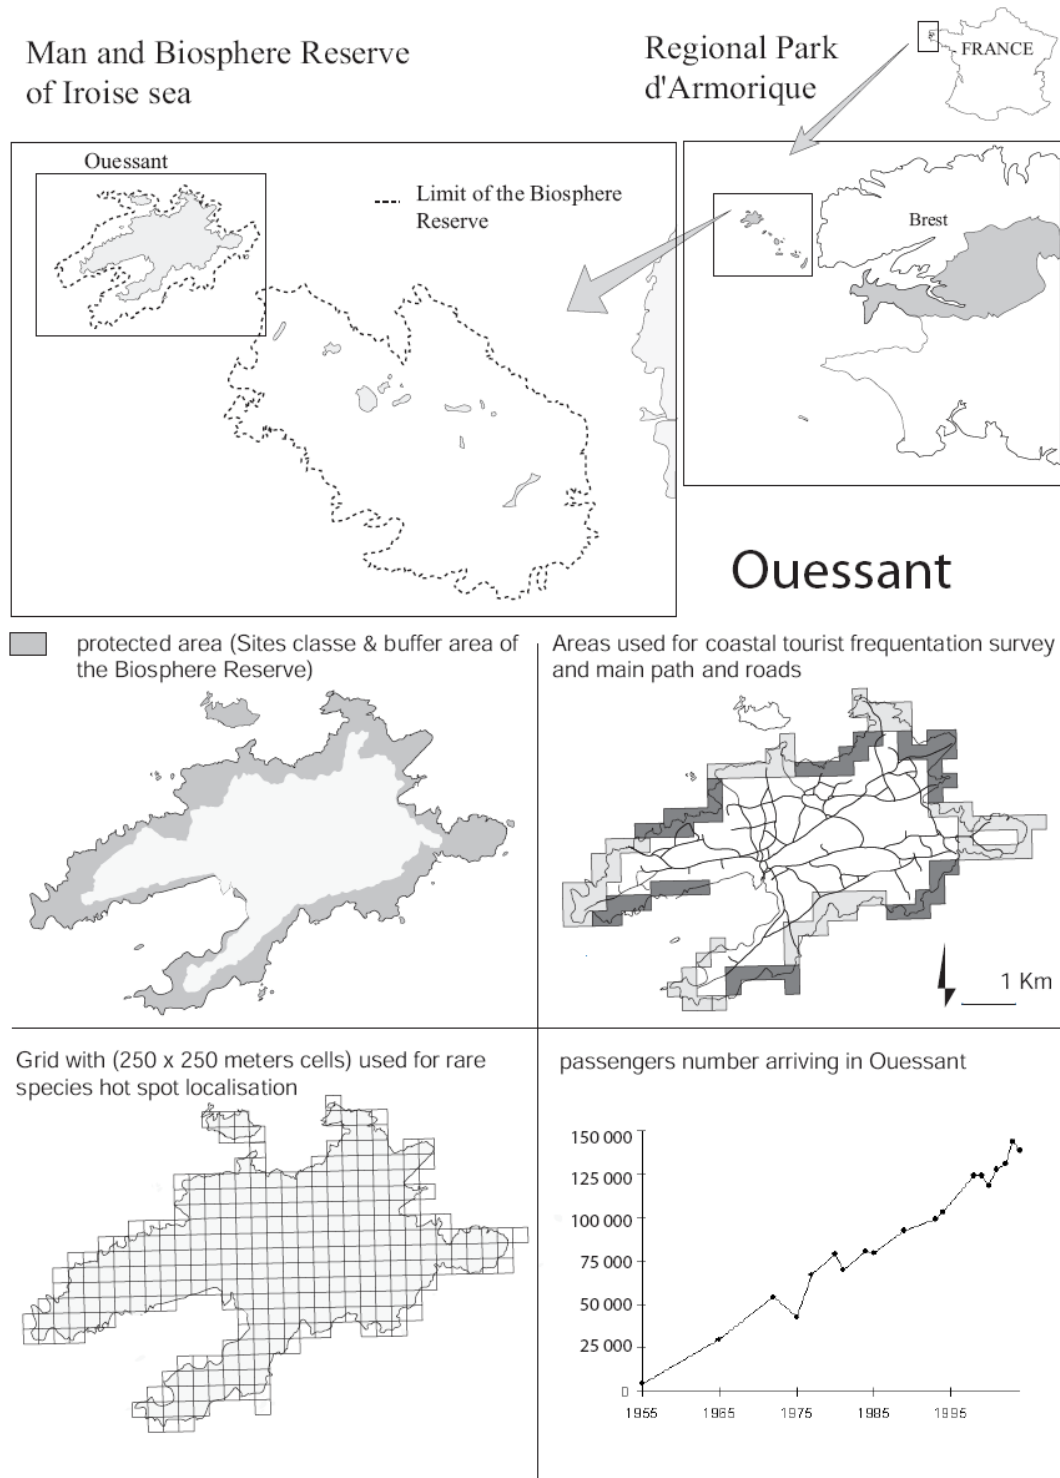 Man and Biosphere Reserve
of Iroise sea
Regional Park
d'Armorique
FRANCE
Ouessant
Limit of the Biosphere
Reserve
Brest
Ouessant
protected area (Sites classe & buffer area of
the Biosphere Reserve)
Areas used for coastal tourist frequentation survey
and main path and roads
1 Km
Grid with (250 x 250 meters cells) used for rare
species hot spot localisation
passengers number arriving in Ouessant
150 000
125 000
100 000
75 000
50 000
25 000
0
1955 1965 1975 1985 1995